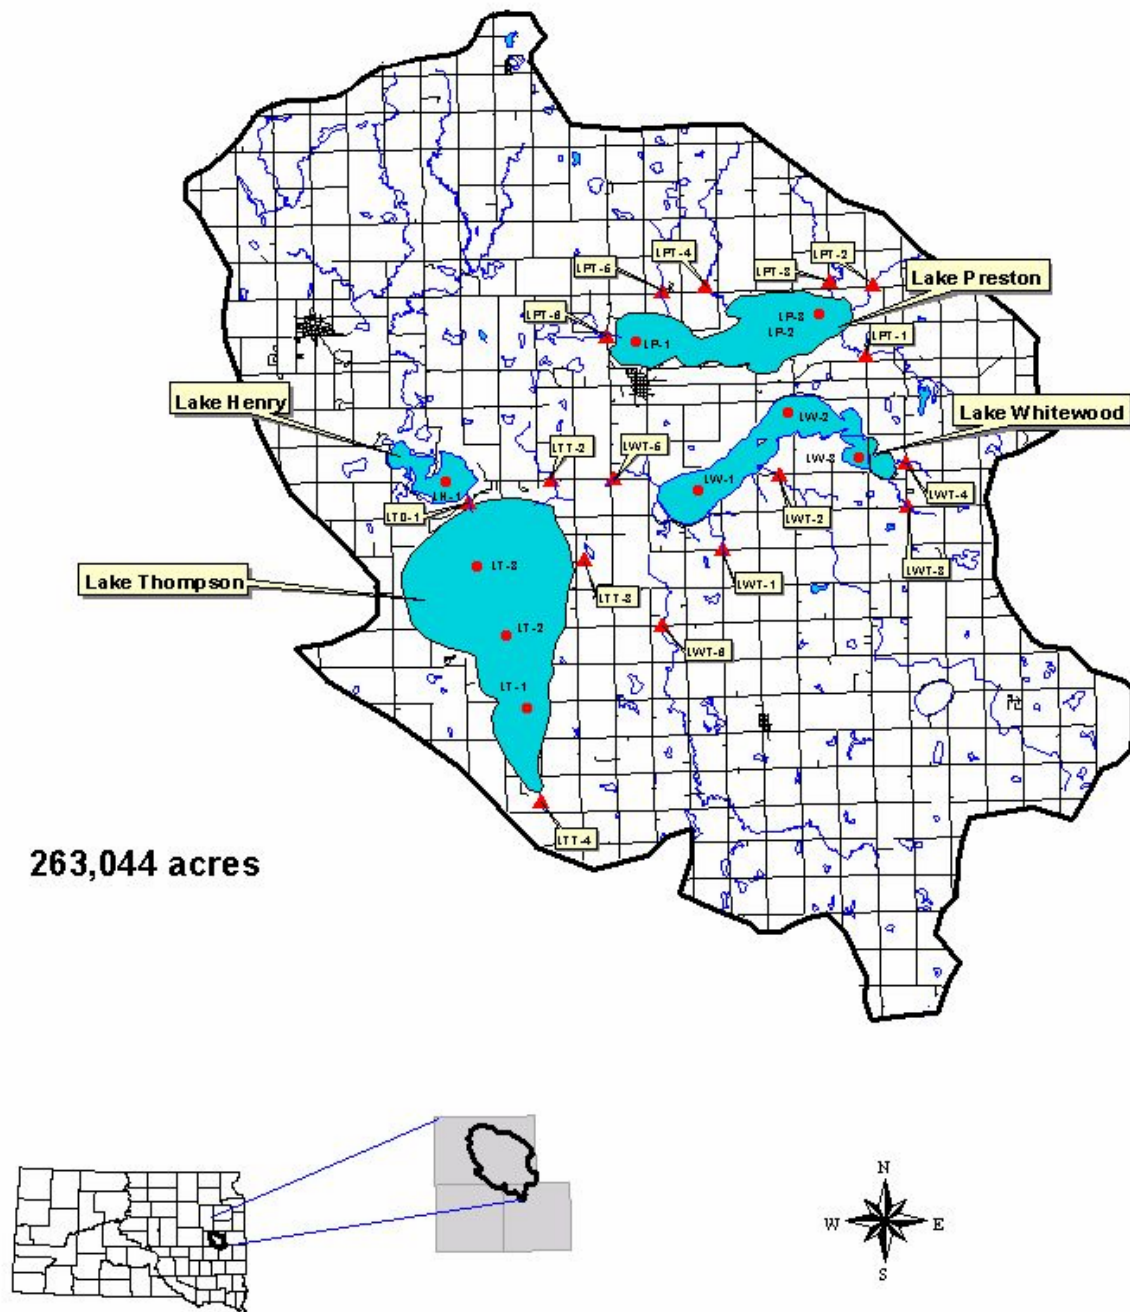 LPT-4
LPT-2
LPT-6
LPT-3
Lake Preston
LPT-6
LP-3
LP-1
LP-2
LPT-1
Lake Henry
LW-2
Lake Whitewood
LTT-2
LWT-5
LW-3
LW-1
LH-1
LWT-4
LTO-1
LWT-2
LT-3
Lake Thompson
LTT-3
LWT-1
LWT-3
LT-2
LWT-6
LT-1
LTT-4
263,044 acres
N
W
E
S